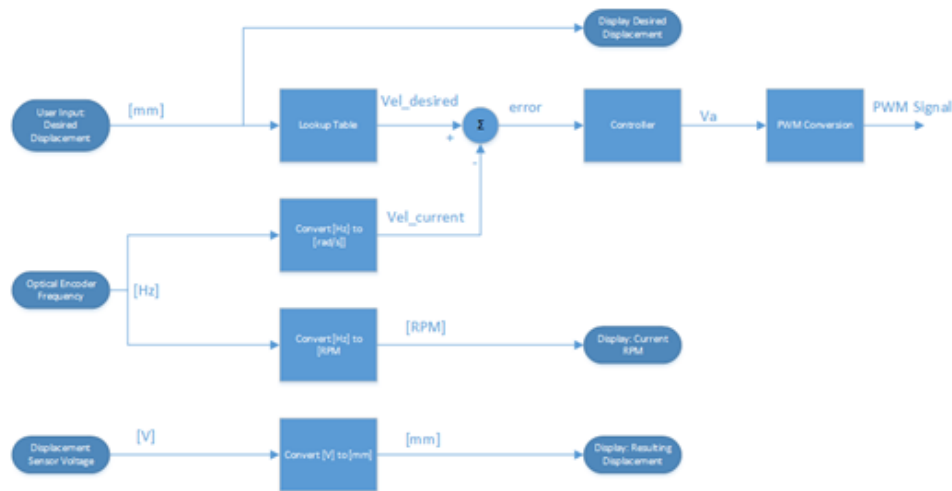 Display Desired
Displacement
User Input:
Desired
Displacement
[mm]
Lookup Table
Vel_desired
+
Σ
-
error
Controller
Va
PWM Conversion
PWM Signal
Convert [Hz] to
[rad/s]]
Vel_current
Optical Encoder
Frequency
[Hz]
Convert [Hz] to
[RPM
[RPM]
Display: Current
RPM
Displacement
Sensor Voltage
[V]
Convert [V] to [mm]
[mm]
Display: Resulting
Displacement